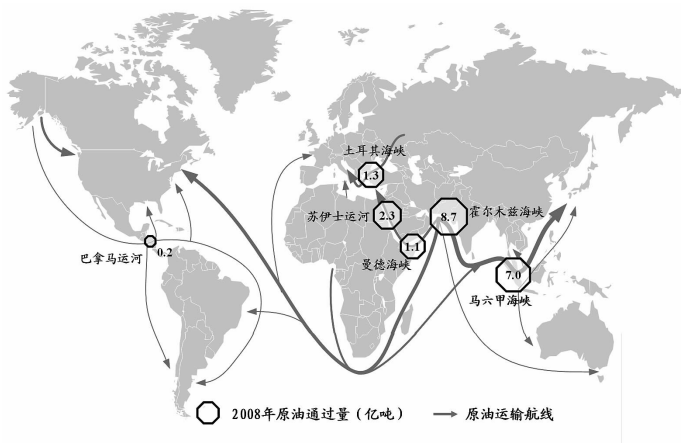 土耳其海峡
1.3
苏伊士运河
2.3
8.7
霍尔木兹海峡
1.1
曼德海峡
巴拿马运河
0.2
7.0
马六甲海峡
2008年原油通过量（亿吨）
原油运输航线